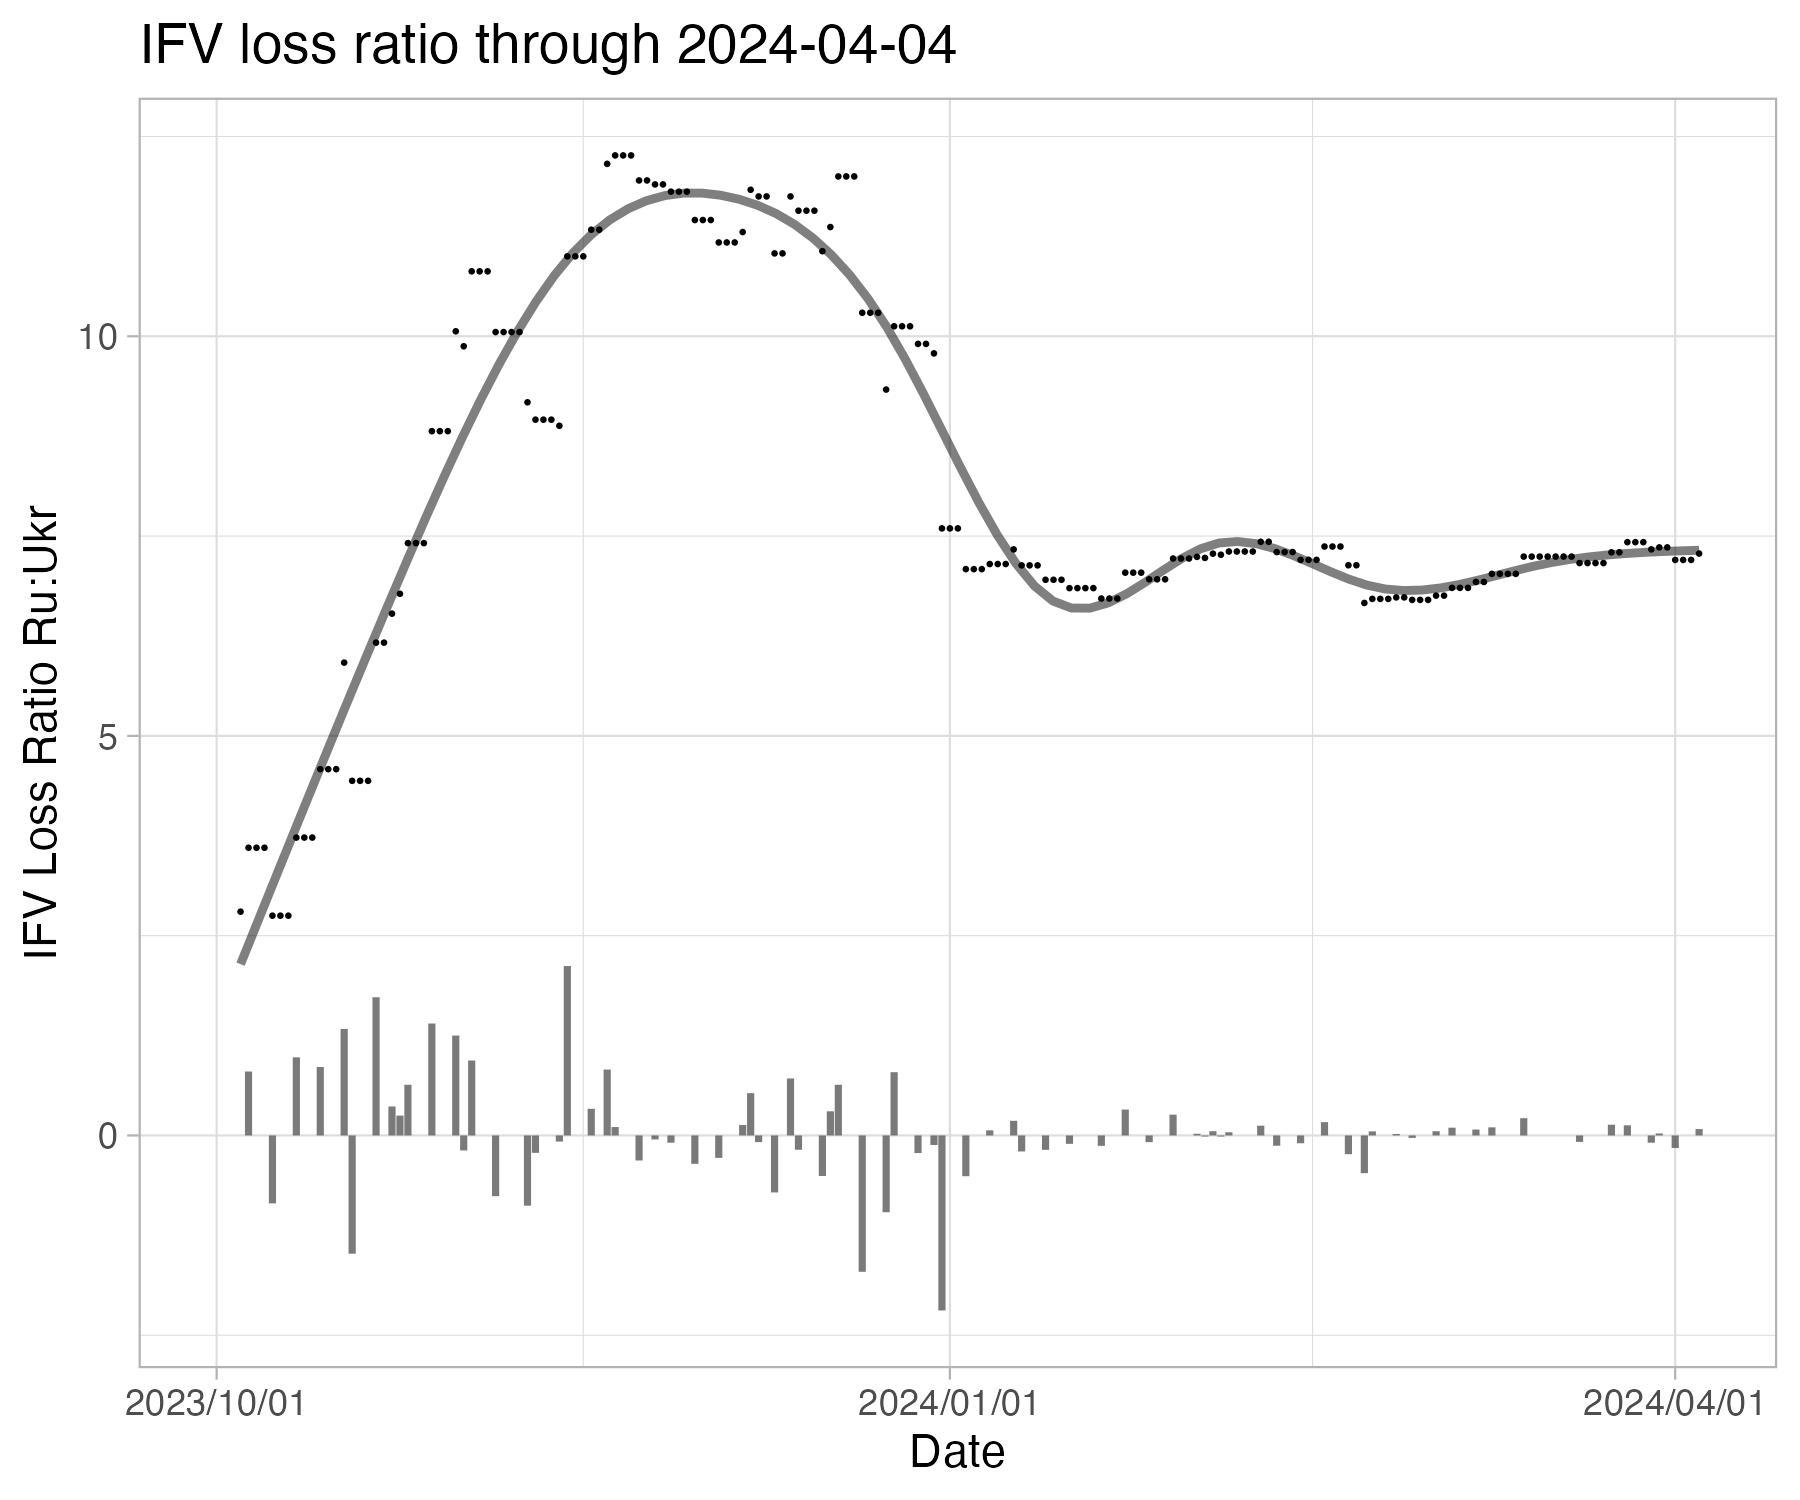 IFV loss ratio through 2024-04-04
IFV Loss Ratio Ru:Ukr
10
5
0
2023/10/01
2024/01/01
2024/04/01
Date